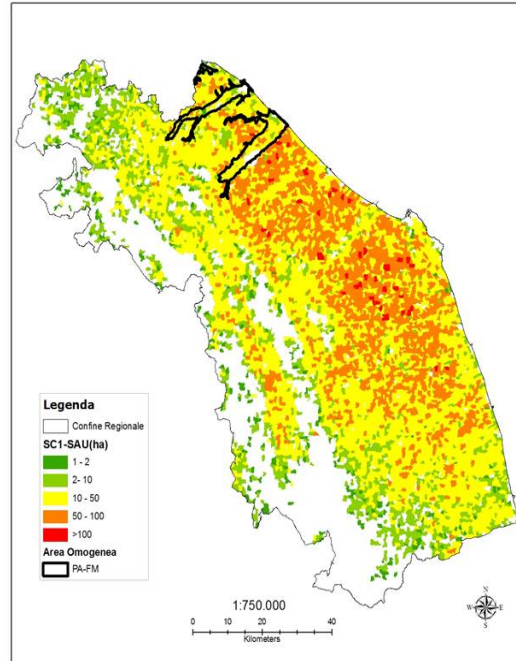 Legenda
Confine Regionale
SC1-SAU(ha)
1 - 2
2- 10
10 - 50
50 - 100
>100
Area Omogenea
PA-FM
1:750.000
0 10 20 40
Kilometers
N
W E
S